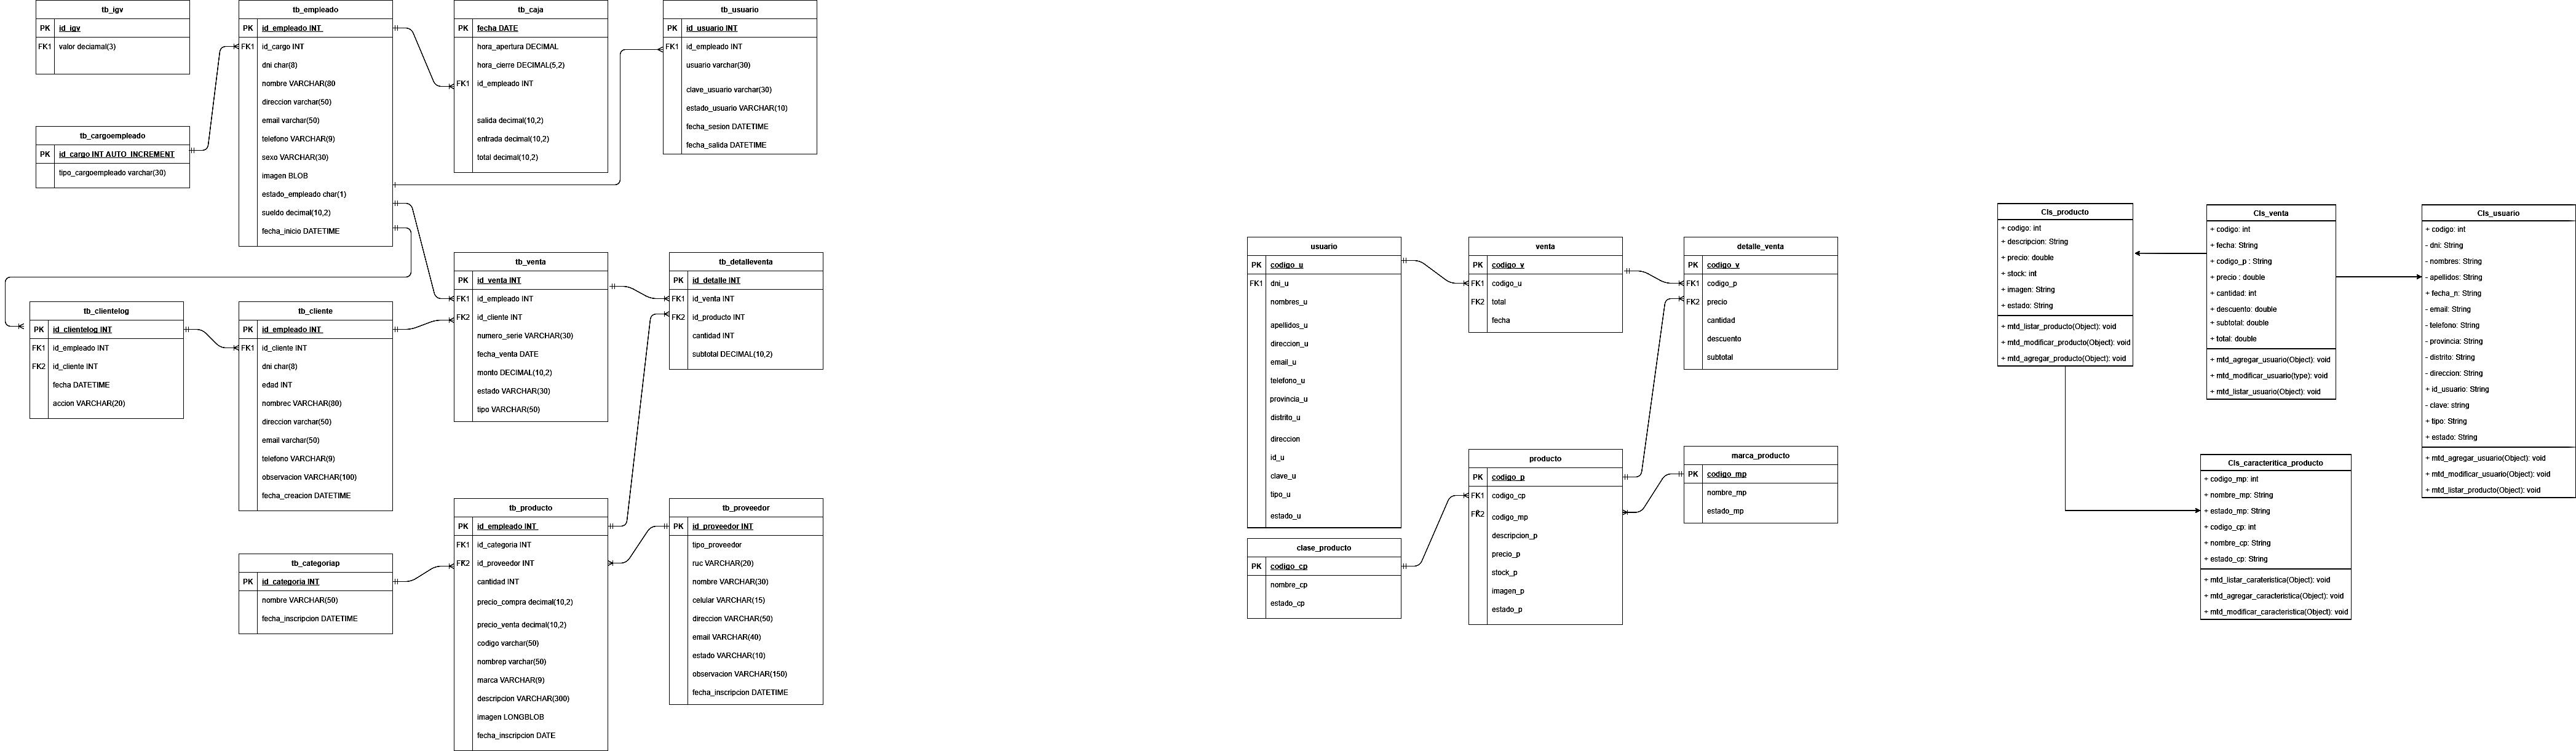 tb_igv
PK id_igv
FK1 valor deciamal(3)
tb_cargoempleado
PK id_cargo INT AUTO_INCREMENT
tipo_cargoempleado varchar(30)
tb_empleado
PK id_empleado INT
FK1 id_cargo INT
dni char(8)
nombre VARCHAR(80
direccion varchar(50)
email varchar(50)
telefono VARCHAR(9)
sexo VARCHAR(30)
imagen BLOB
estado_empleado char(1)
sueldo decimal(10,2)
fecha_inicio DATETIME
tb_caja
PK fecha DATE
hora_apertura DECIMAL
hora_cierre DECIMAL(5,2)
FK1 id_empleado INT
salida decimal(10,2)
entrada decimal(10,2)
total decimal(10,2)
tb_usuario
PK id_usuario INT
FK1 id_empleado INT
usuario varchar(30)
clave_usuario varchar(30)
estado_usuario VARCHAR(10)
fecha_sesion DATETIME
fecha_salida DATETIME
tb_clientelog
PK id_clientelog INT
FK1 id_empleado INT
FK2 id_cliente INT
fecha DATETIME
accion VARCHAR(20)
tb_cliente
PK id_empleado INT
FK1 id_cliente INT
dni char(8)
edad INT
nombrec VARCHAR(80)
direccion varchar(50)
email varchar(50)
telefono VARCHAR(9)
observacion VARCHAR(100)
fecha_creacion DATETIME
tb_venta
PK id_venta INT
FK1 id_empleado INT
FK2 id_cliente INT
numero_serie VARCHAR(30)
fecha_venta DATE
monto DECIMAL(10,2)
estado VARCHAR(30)
tipo VARCHAR(50)
tb_detalleventa
PK id_detalle INT
FK1 id_venta INT
FK2 id_producto INT
cantidad INT
subtotal DECIMAL(10,2)
tb_categoriap
PK id_categoria INT
nombre VARCHAR(50)
fecha_inscripcion DATETIME
tb_producto
PK id_empleado INT
FK1 id_categoria INT
FK2 id_proveedor INT
cantidad INT
precio_compra decimal(10,2)
precio_venta decimal(10,2)
codigo varchar(50)
nombrep varchar(50)
marca VARCHAR(9)
descripcion VARCHAR(300)
imagen LONGBLOB
fecha_inscripcion DATE
tb_proveedor
PK id_proveedor INT
tipo_proveedor
ruc VARCHAR(20)
nombre VARCHAR(30)
celular VARCHAR(15)
direccion VARCHAR(50)
email VARCHAR(40)
estado VARCHAR(10)
observacion VARCHAR(150)
fecha_inscripcion DATETIME
usuario
PK codigo_u
FK1 dni_u
nombres_u
apellidos_u
direccion_u
email_u
telefono_u
provincia_u
distrito_u
direccion
id_u
clave_u
tipo_u
estado_u
clase_producto
PK codigo_cp
nombre_cp
estado_cp
venta
PK codigo_v
FK1 codigo_u
FK2 total
fecha
detalle_venta
PK codigo_v
FK1 codigo_p
FK2 precio
cantidad
descuento
subtotal
producto
PK codigo_p
FK1 codigo_cp
FK2 codigo_mp
descripcion_p
precio_p
stock_p
imagen_p
estado_p
marca_producto
PK codigo_mp
nombre_mp
estado_mp
Cls_producto
+ codigo: int
+ descripcion: String
+ precio: double
+ stock: int
+ imagen: String
+ estado: String
+ mtd_listar_producto(Object): void
+ mtd_modificar_producto(Object): void
+ mtd_agregar_producto(Object): void
Cls_venta
+ codigo: int
+ fecha: String
+ codigo_p : String
+ precio : double
+ cantidad: int
+ descuento: double
+ subtotal: double
+ total: double
+ mtd_agregar_usuario(Object): void
+ mtd_modificar_usuario(type): void
+ mtd_listar_usuario(Object): void
Cls_usuario
+ codigo: int
- dni: String
- nombres: String
- apellidos: String
+ fecha_n: String
- email: String
- telefono: String
- provincia: String
- distrito: String
- direccion: String
+ id_usuario: String
- clave: string
+ tipo: String
+ estado: String
+ mtd_agregar_usuario(Object): void
+ mtd_modificar_usuario(Object): void
+ mtd_listar_producto(Object): void
Cls_caracteritica_producto
+ codigo_mp: int
+ nombre_mp: String
+ estado_mp: String
+ codigo_cp: int
+ nombre_cp: String
+ estado_cp: String
+ mtd_listar_carateristica(Object): void
+ mtd_agregar_caracteristica(Object): void
+ mtd_modificar_caracteristica(Object): void